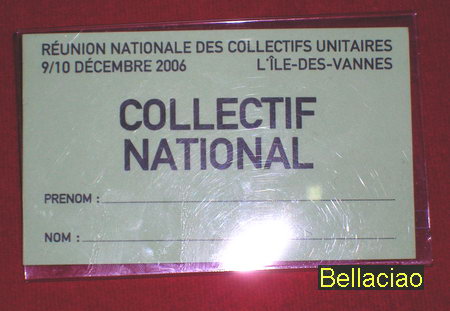 RÉUNION NATIONALE DES COLLECTIFS UNITAIRES
9/10 DÉCEMBRE 2006 L'ÎLE-DES-VANNES
COLLECTIF
NATIONAL
PRENOM :
NOM :
Bellaciao